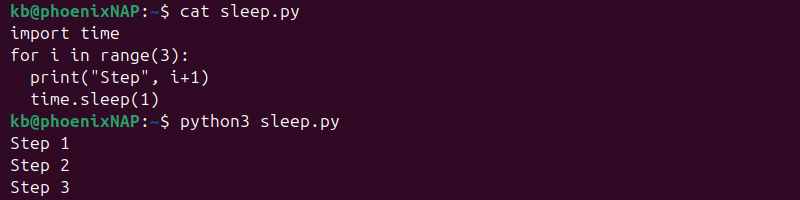 kb@phoenixNAP:~$ cat sleep.py
import time
for i in range(3):
  print("Step", i+1)
  time.sleep(1)
kb@phoenixNAP:~$ python3 sleep.py
Step 1
Step 2
Step 3